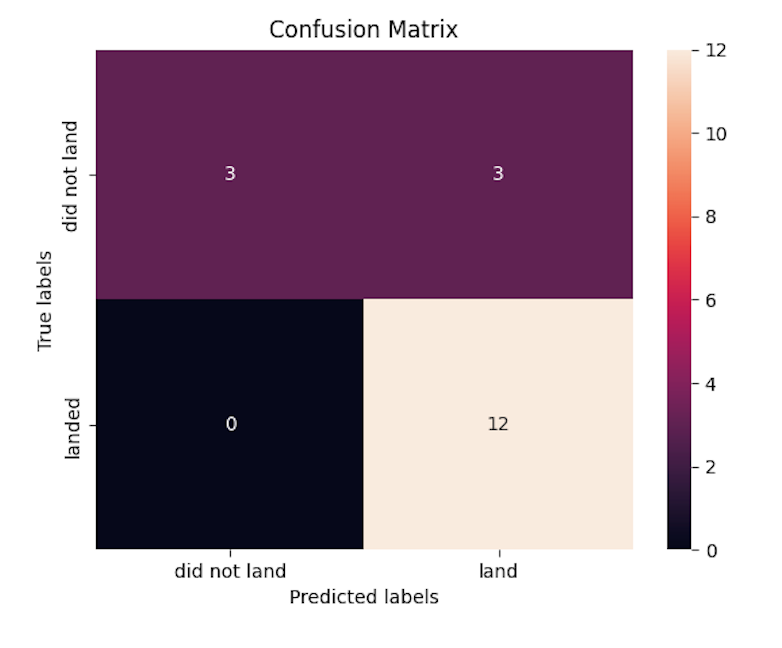 Confusion Matrix
True labels
did not land
landed
3
3
0
12
did not land
land
Predicted labels
12
10
8
6
4
2
0